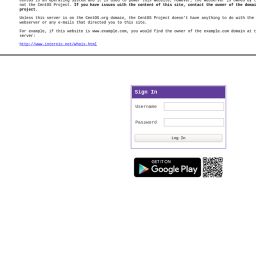 not the CentOS Project. If you have issues with the content of this site, contact the owner of the domai
project.
Unless this server is on the CentOS.org domain, the CentOS Project doesn't have anything to do with the
webserver or any e-mails that directed you to this site.
For example, if this website is www.example.com, you would find the owner of the example.com domain at t
server:
http://www.internic.net/whois.html
Sign In
Username
Password
Log In
GET IT ON
Google Play